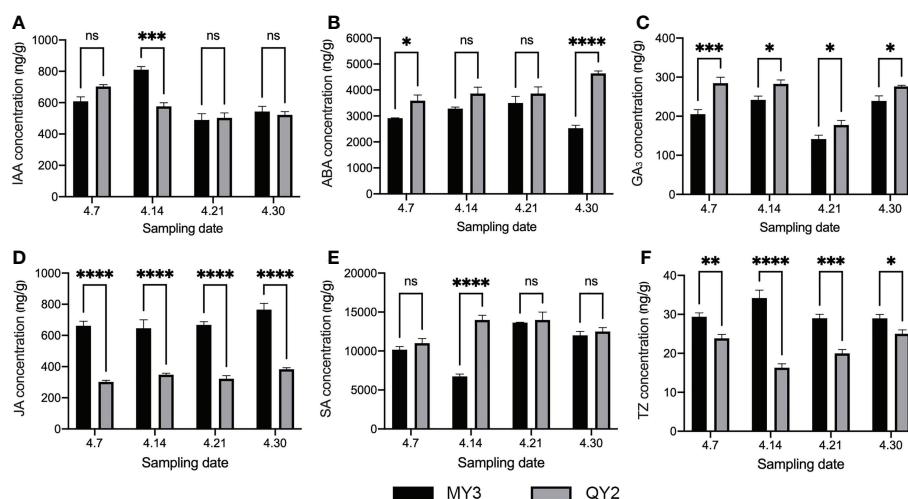 A
IAA concentration (ng/g)
1000
800
600
400
200
0
ns
***
ns
ns
4.7 4.14 4.21 4.30
Sampling date
B
ABA concentration (ng/g)
6000
5000
4000
3000
2000
1000
0
*
ns
ns
****
4.7 4.14 4.21 4.30
Sampling date
C
GA3 concentration (ng/g)
400
300
200
100
0
***
*
*
*
4.7 4.14 4.21 4.30
Sampling date
D
JA concentration (ng/g)
1000
800
600
400
200
0
****
****
****
****
4.7 4.14 4.21 4.30
Sampling date
E
SA concentration (ng/g)
20000
15000
10000
5000
0
ns
****
ns
ns
4.7 4.14 4.21 4.30
Sampling date
F
TZ concentration (ng/g)
40
30
20
10
0
**
****
***
*
4.7 4.14 4.21 4.30
Sampling date
MY3 QY2